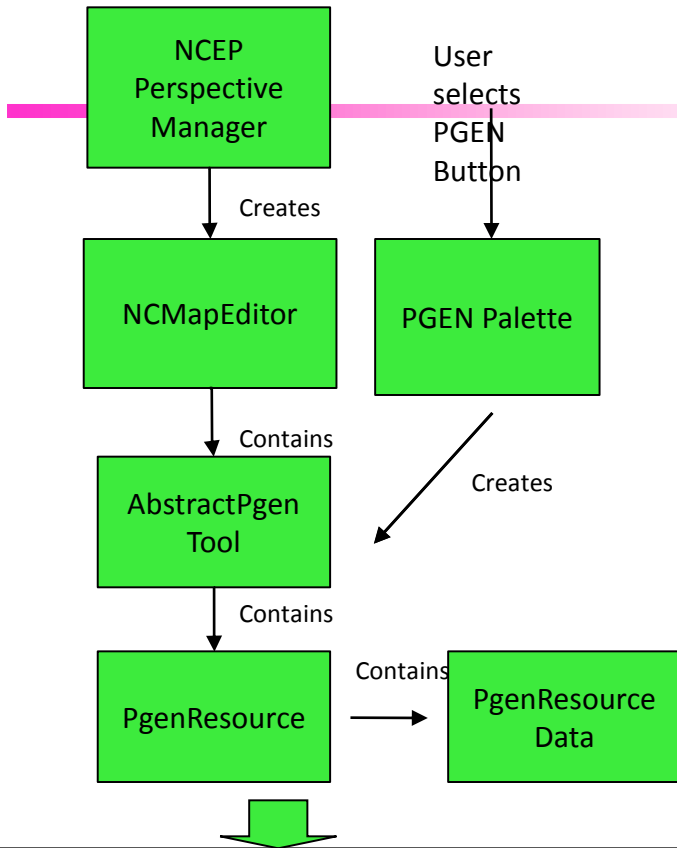 NCEP
Perspective
Manager
User
selects
PGEN
Button
Creates
NCMapEditor
PGEN Palette
Contains
Creates
AbstractPgen
Tool
Contains
Contains
PgenResource
PgenResource
Data